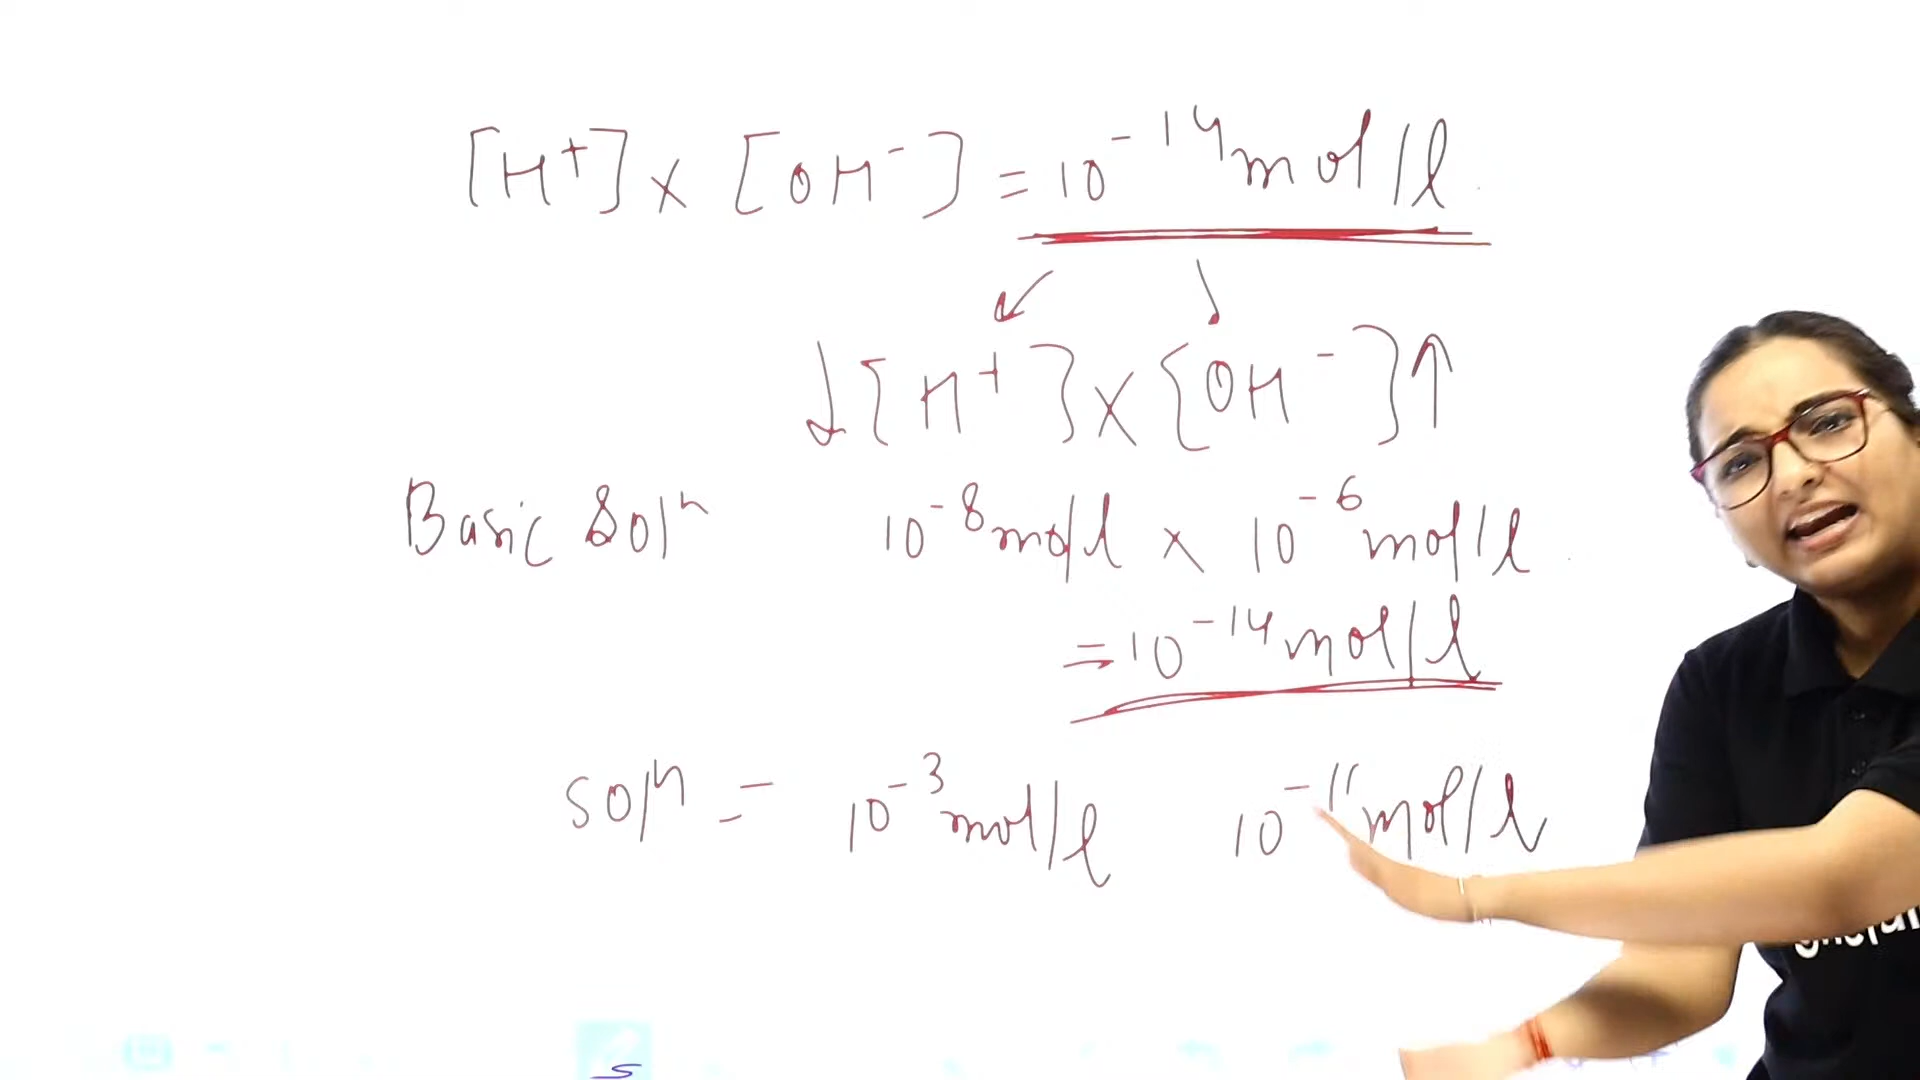 [H⁺] × [OH⁻] = 10⁻¹⁴ mol/l
↓[H⁺] × [OH⁻]↑
Basic Solⁿ 10⁻⁸ mol/l × 10⁻⁶ mol/l
= 10⁻¹⁴ mol/l
Solⁿ = 10⁻³ mol/l 10⁻¹¹ mol/l